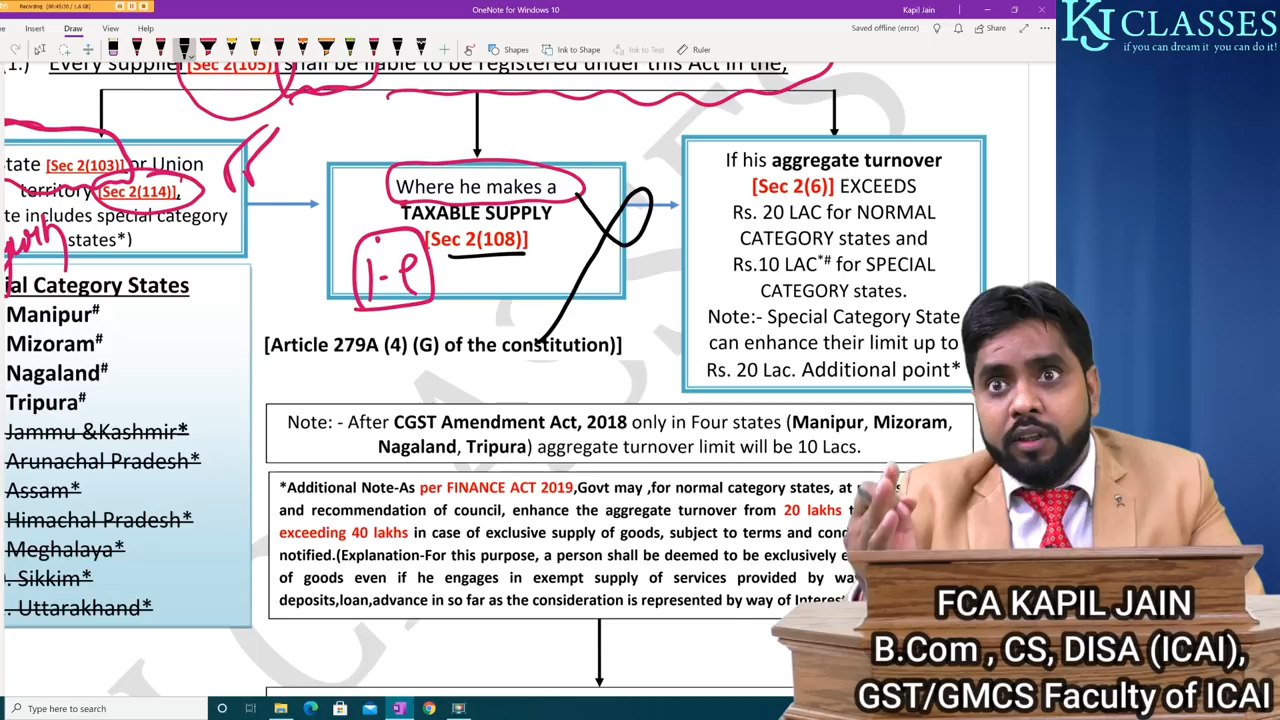 Recording
OneNote for Windows 10
Kapil Jain
Insert Draw View Help
Saved offline (error)
Share
Shapes Ink to Shape Ink to Text Ruler
KJ CLASSES
if you can dream it you can do it!
(1.) Every supplier [Sec 2(105)] shall be liable to be registered under this Act in the,
state [Sec 2(103)] or Union
territory [Sec 2(114)],
includes special category
states*)
Where he makes a
TAXABLE SUPPLY
[Sec 2(108)]
If his aggregate turnover
[Sec 2(6)] EXCEEDS
Rs. 20 LAC for NORMAL
CATEGORY states and
Rs.10 LAC*# for SPECIAL
CATEGORY states.
Note:- Special Category State
can enhance their limit up to
Rs. 20 Lac. Additional point*
Category States
Manipur#
Mizoram#
Nagaland#
Tripura#
Jammu &Kashmir*
Arunachal Pradesh*
Assam*
Himachal Pradesh*
Meghalaya*
. Sikkim*
. Uttarakhand*
[Article 279A (4) (G) of the constitution)]
Note: - After CGST Amendment Act, 2018 only in Four states (Manipur, Mizoram,
Nagaland, Tripura) aggregate turnover limit will be 10 Lacs.
*Additional Note-As per FINANCE ACT 2019,Govt may ,for normal category states, at
and recommendation of council, enhance the aggregate turnover from 20 lakhs
exceeding 40 lakhs in case of exclusive supply of goods, subject to terms and
notified.(Explanation-For this purpose, a person shall be deemed to be exclusively
of goods even if he engages in exempt supply of services provided by
deposits,loan,advance in so far as the consideration is represented by way of
FCA KAPIL JAIN
B.Com , CS, DISA (ICAI),
GST/GMCS Faculty of ICAI
Type here to search